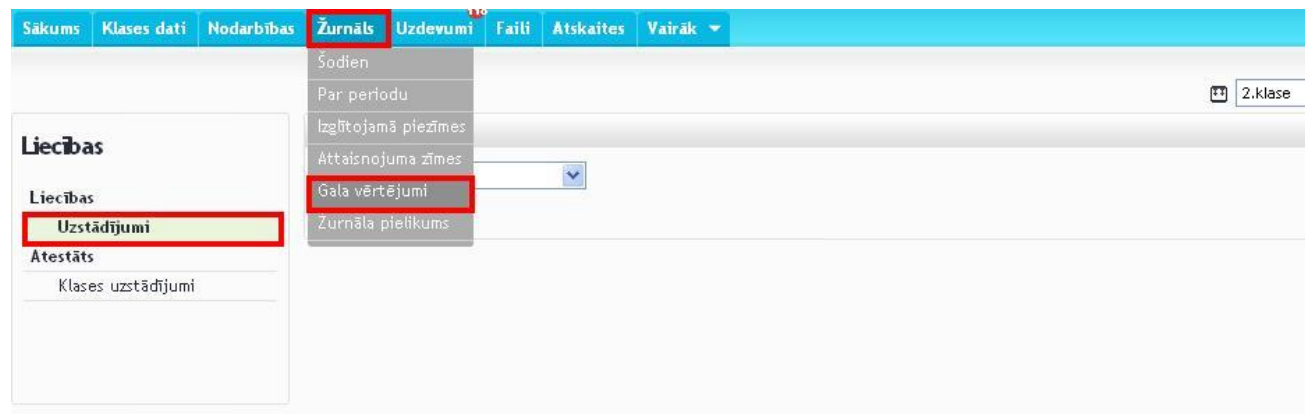 Sākums Klases dati Nodarbības Žurnāls Uzdevumi Faili Atskaites Vairāk
Šodien
Par periodu
2.klase
Izglītojamā piezīmes
Liecības
Attaisnojuma zīmes
Liecības
Gala vērtējumi
Uzstādījumi
Žurnāla pielikums
Atestāts
Klases uzstādījumi